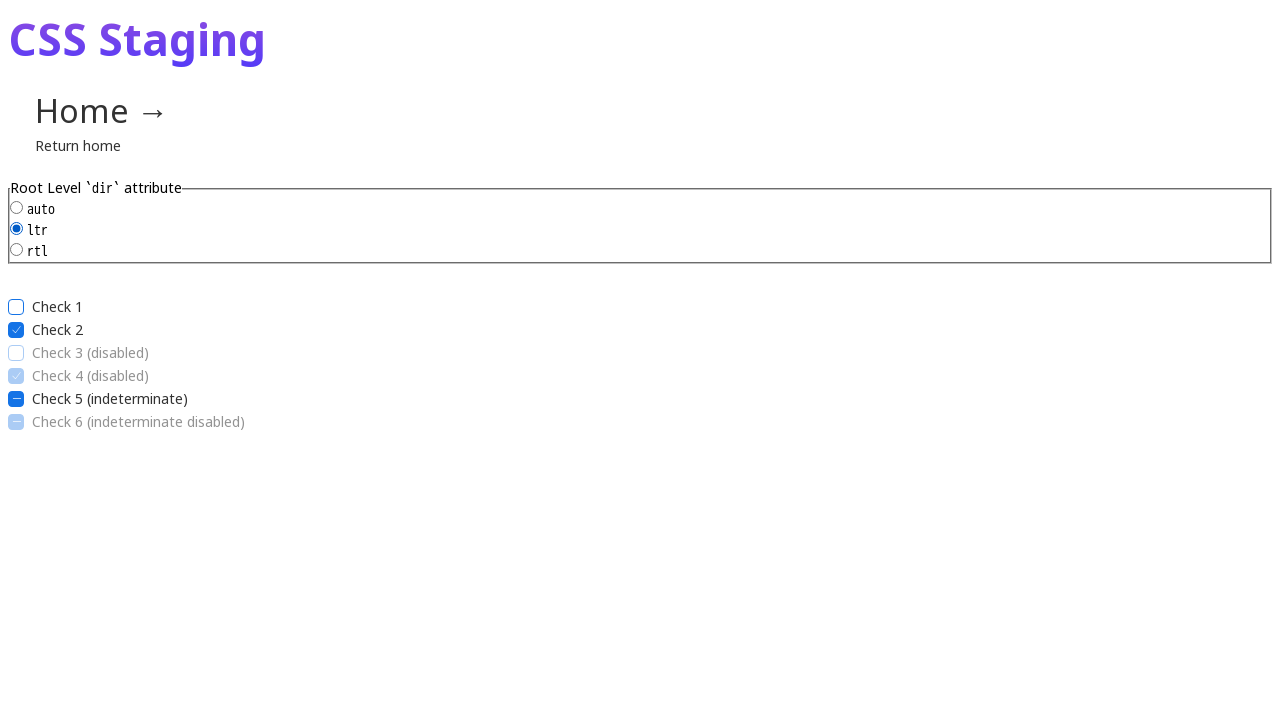 CSS Staging
Home →
Return home
Root Level `dir` attribute
auto
ltr
rtl
Check 1
Check 2
Check 3 (disabled)
Check 4 (disabled)
Check 5 (indeterminate)
Check 6 (indeterminate disabled)